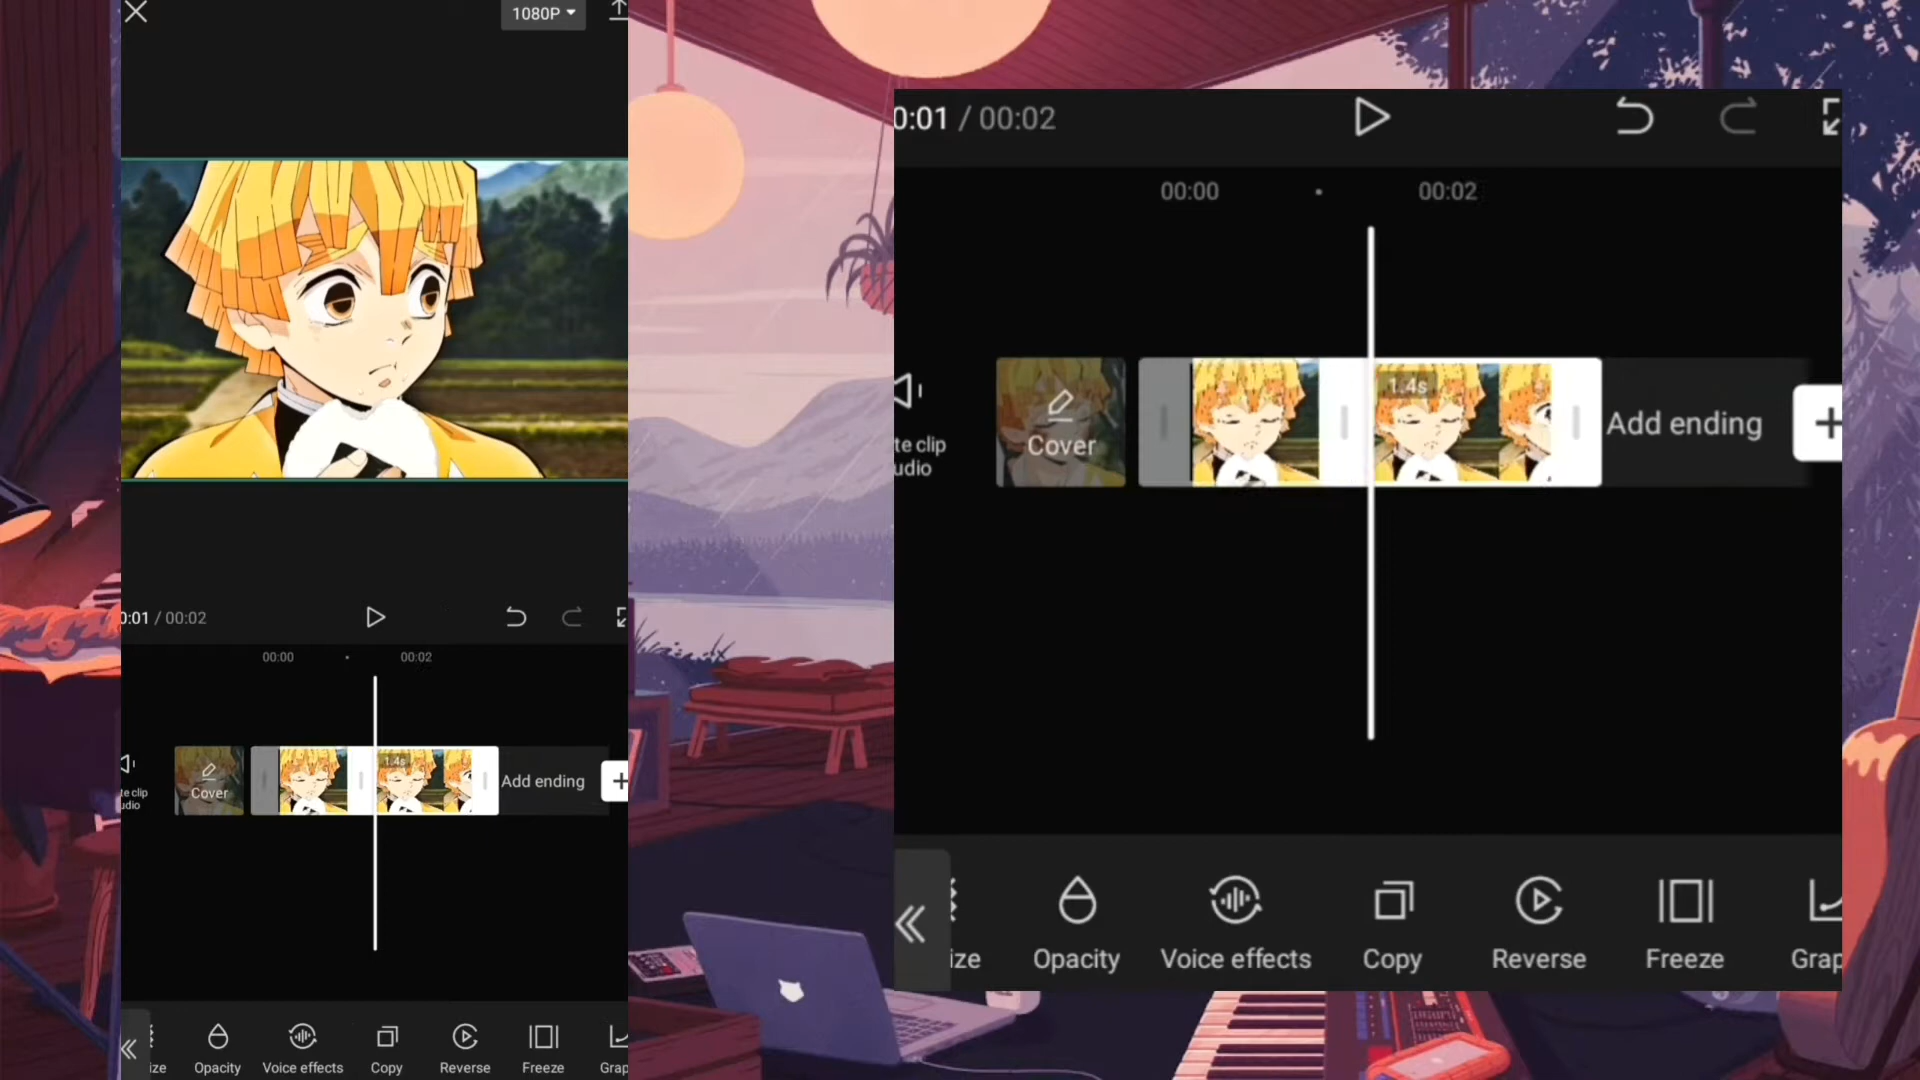 1080P
0:01 / 00:02
00:00
00:02
te clip
udio
Cover
1.4s
Add ending
ize
Opacity
Voice effects
Copy
Reverse
Freeze
Grap
0:01 / 00:02
00:00
00:02
te clip
udio
Cover
1.4s
Add ending
ize
Opacity
Voice effects
Copy
Reverse
Freeze
Grap